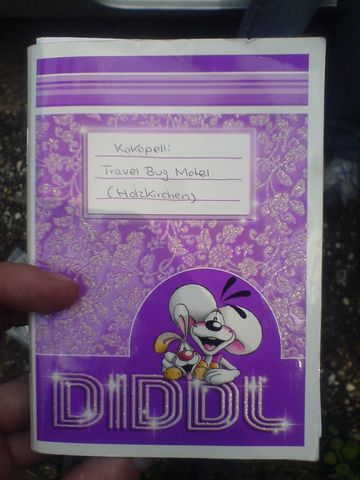 Kokopelli
Travel Bug Motel
(Holzkirchen)
DIDDL